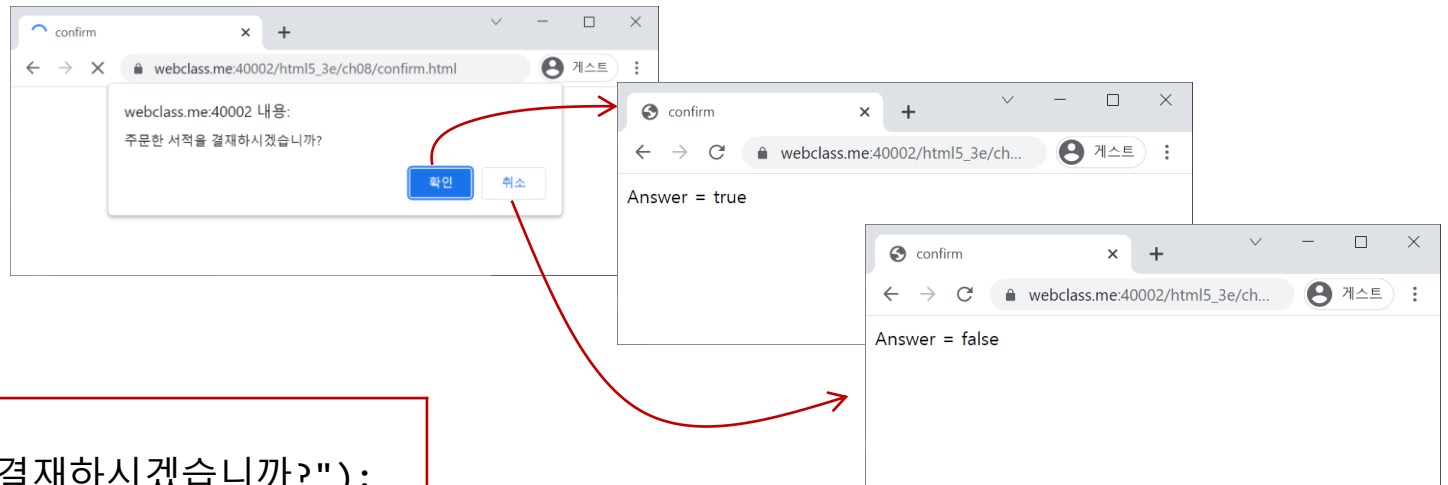 confirm
webclass.me:40002/html5_3e/ch08/confirm.html
게스트
webclass.me:40002 내용:
주문한 서적을 결재하시겠습니까?
확인
취소
confirm
webclass.me:40002/html5_3e/ch...
게스트
Answer = true
confirm
webclass.me:40002/html5_3e/ch...
게스트
Answer = false
결재하시겠습니까?");